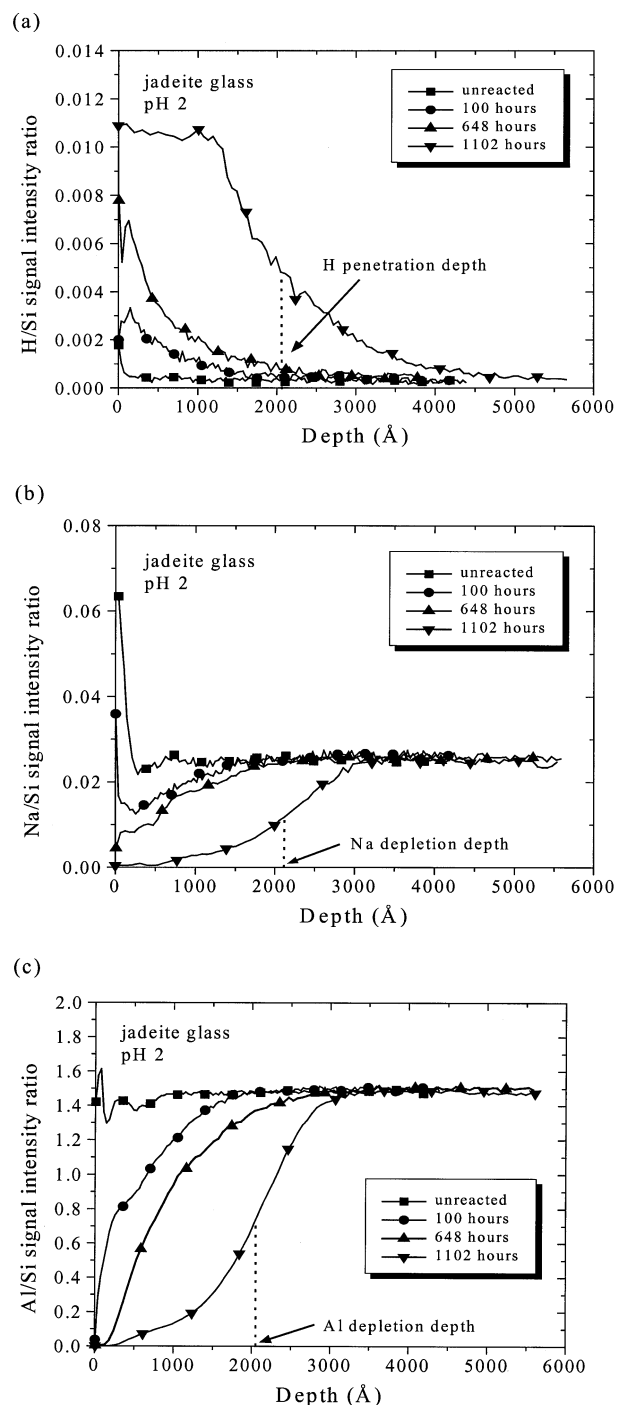 (a)
0.014
0.012
0.010
0.008
0.006
0.004
0.002
0.000
H/Si signal intensity ratio
jadeite glass
pH 2
unreacted
100 hours
648 hours
1102 hours
H penetration depth
0 1000 2000 3000 4000 5000 6000
Depth (Å)
(b)
0.08
0.06
0.04
0.02
0.00
Na/Si signal intensity ratio
jadeite glass
pH 2
unreacted
100 hours
648 hours
1102 hours
Na depletion depth
0 1000 2000 3000 4000 5000 6000
Depth (Å)
(c)
2.0
1.8
1.6
1.4
1.2
1.0
0.8
0.6
0.4
0.2
0.0
Al/Si signal intensity ratio
jadeite glass
pH 2
unreacted
100 hours
648 hours
1102 hours
Al depletion depth
0 1000 2000 3000 4000 5000 6000
Depth (Å)